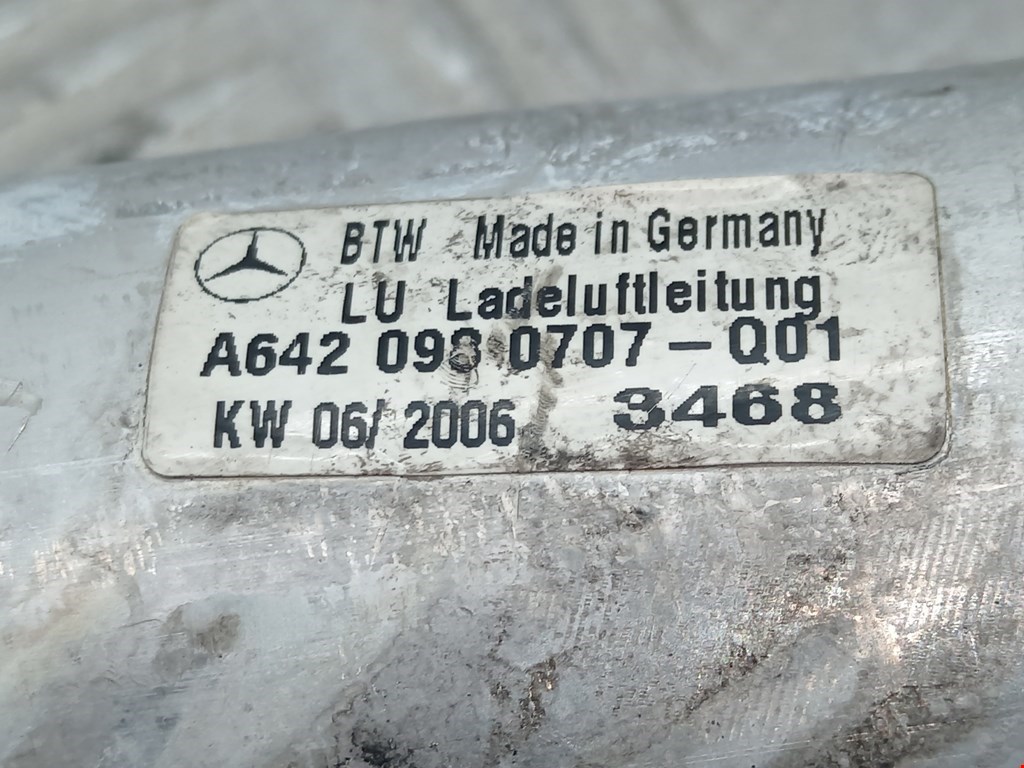 BTW Made in Germany
LU Ladeluftleitung
A642 098 0707-Q01
KW 06/2006 3468